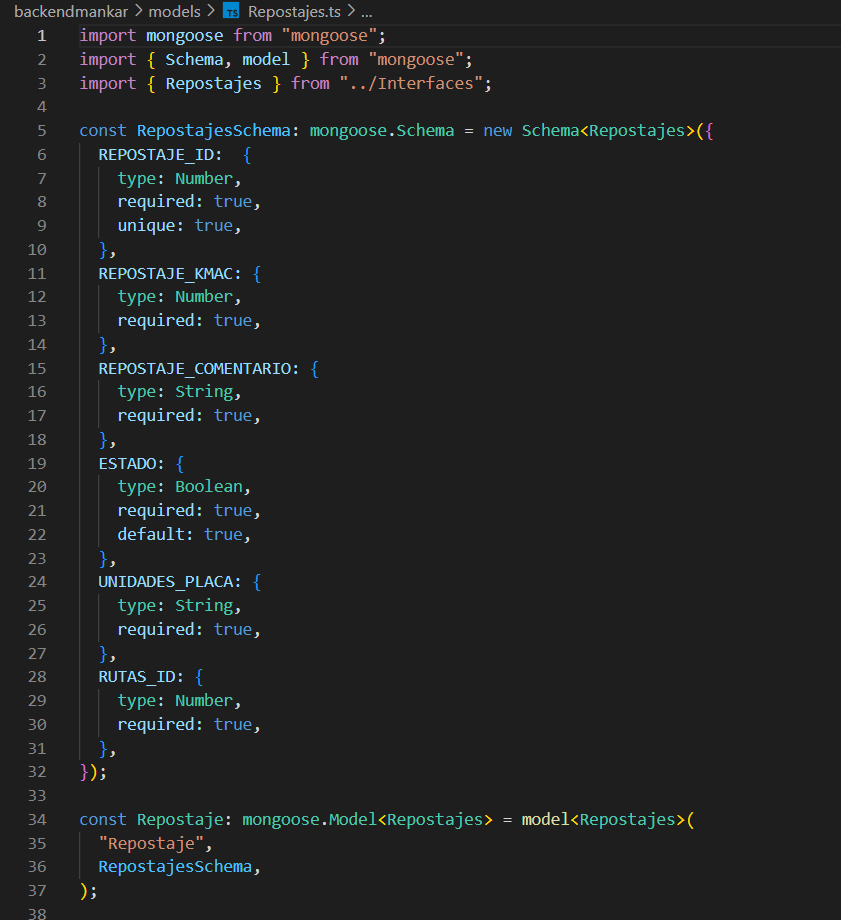 backendmankar > models > TS Repostajes.ts > ...
1 import mongoose from "mongoose";
2 import { Schema, model } from "mongoose";
3 import { Repostajes } from "../Interfaces";
4
5 const RepostajesSchema: mongoose.Schema = new Schema<Repostajes>({
6   REPOSTAJE_ID:  {
7     type: Number,
8     required: true,
9     unique: true,
10   },
11   REPOSTAJE_KMAC: {
12     type: Number,
13     required: true,
14   },
15   REPOSTAJE_COMENTARIO: {
16     type: String,
17     required: true,
18   },
19   ESTADO: {
20     type: Boolean,
21     required: true,
22     default: true,
23   },
24   UNIDADES_PLACA: {
25     type: String,
26     required: true,
27   },
28   RUTAS_ID: {
29     type: Number,
30     required: true,
31   },
32 });
33
34 const Repostaje: mongoose.Model<Repostajes> = model<Repostajes>(
35   "Repostaje",
36   RepostajesSchema,
37 );
38